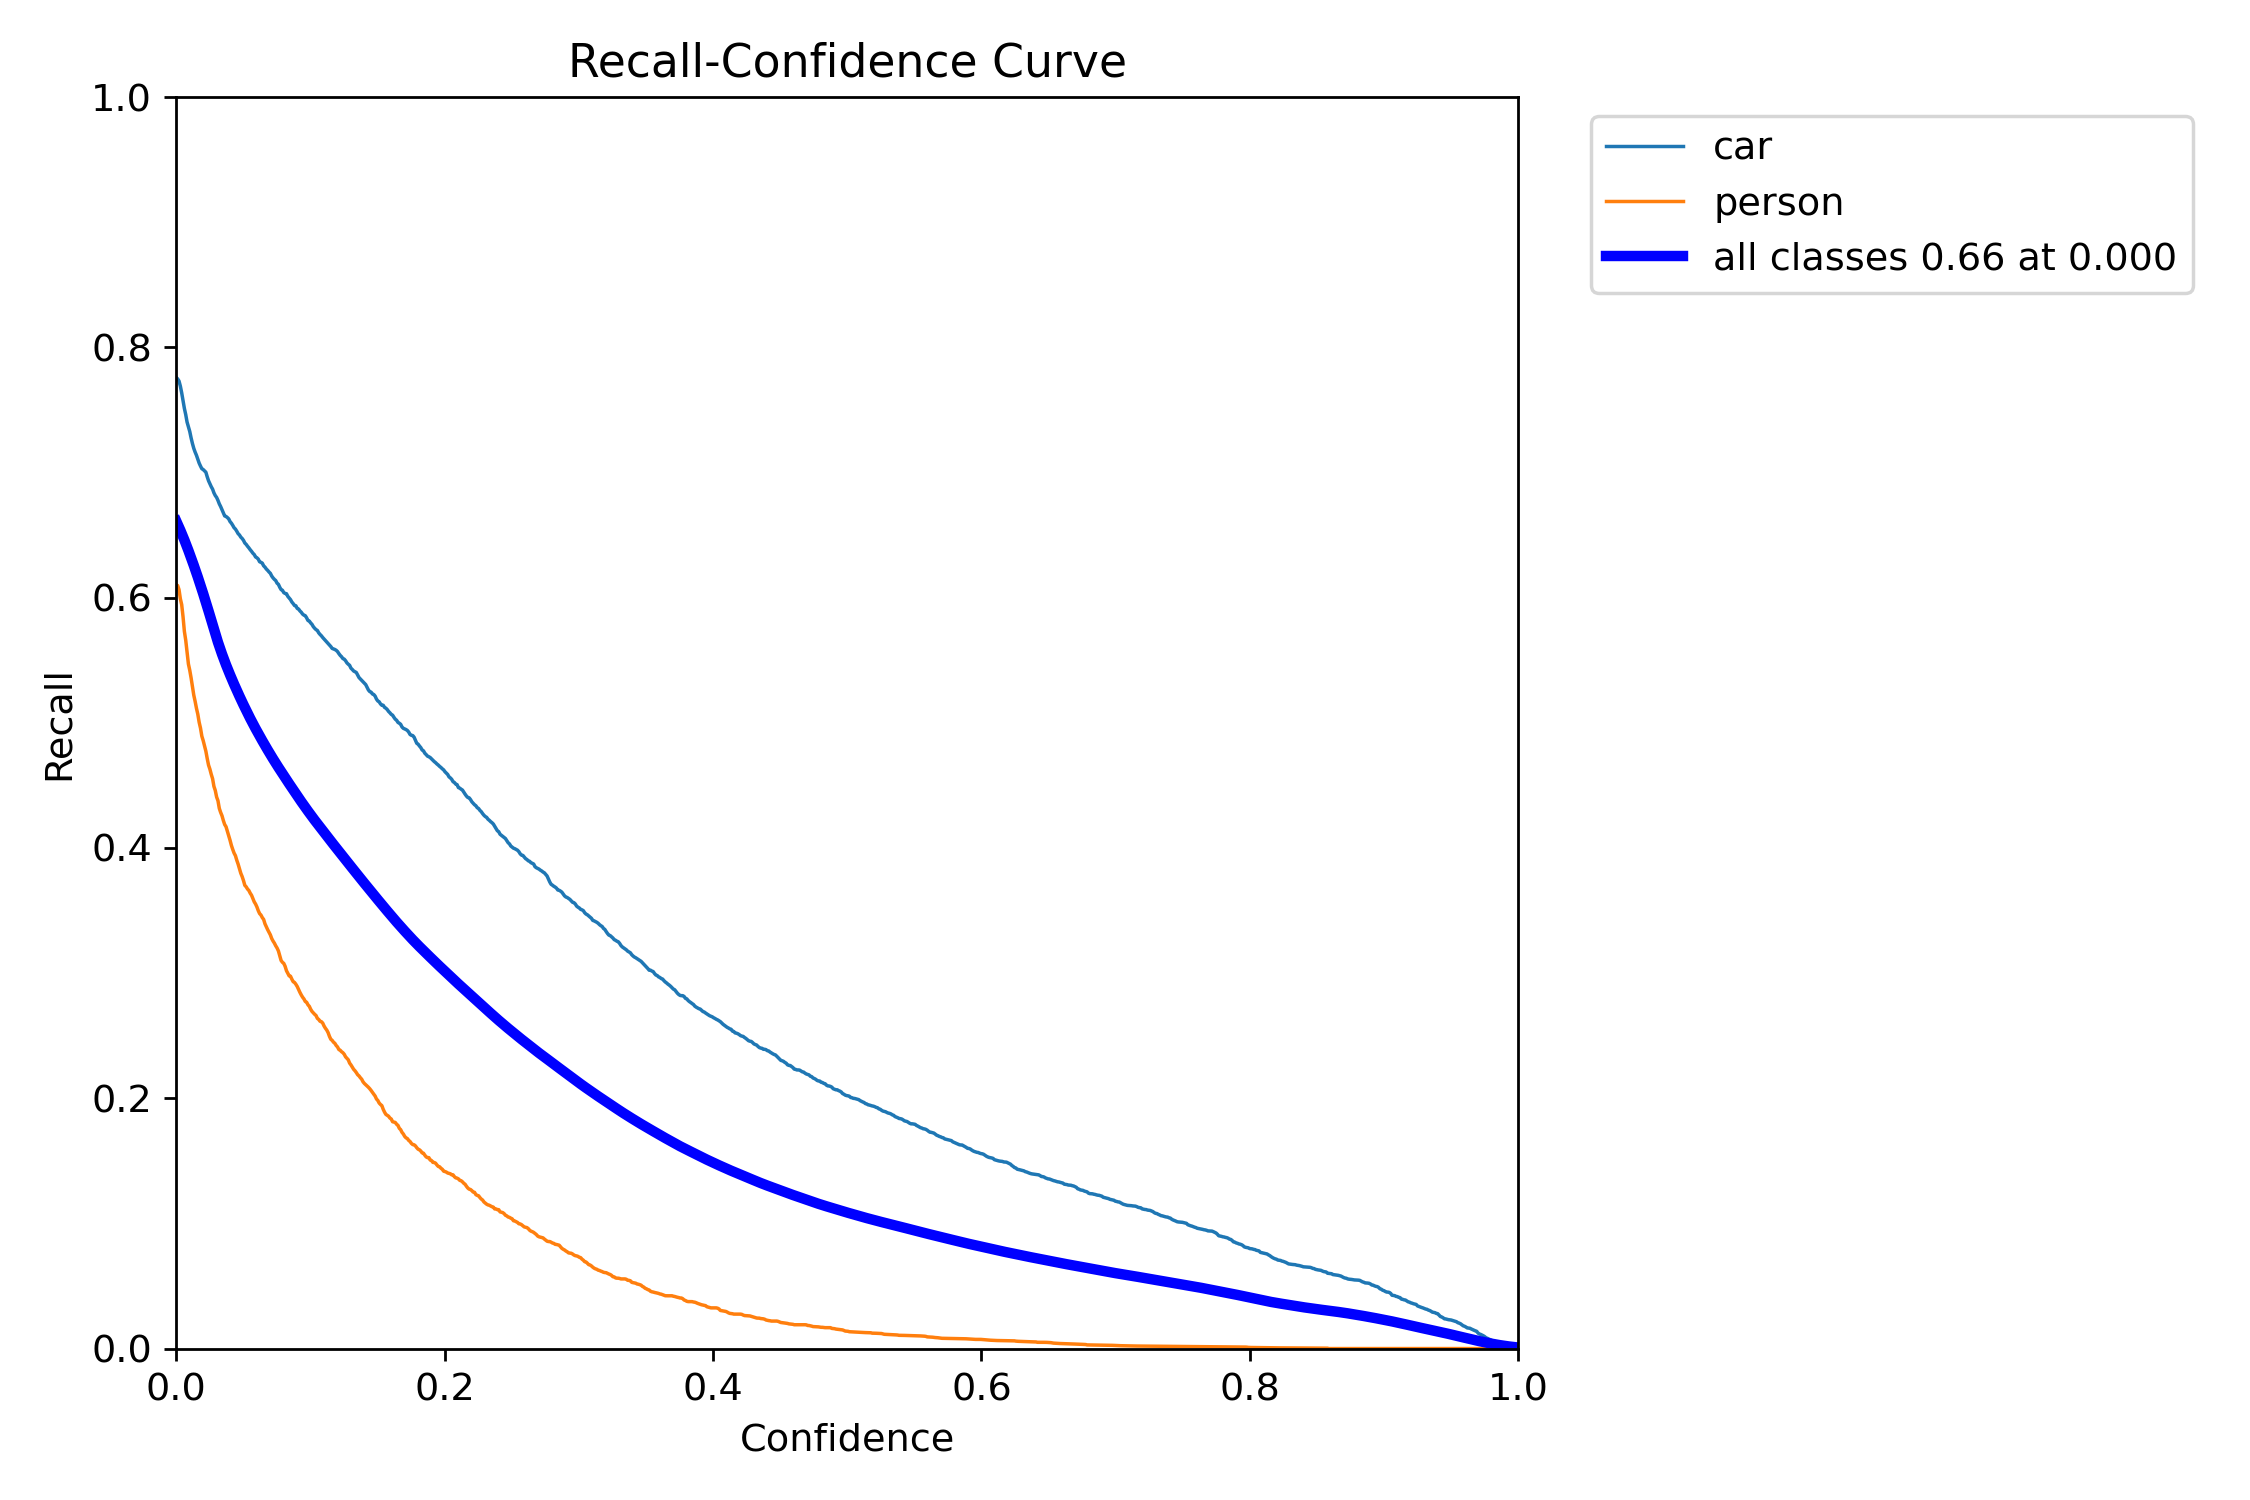 Recall-Confidence Curve
1.0
0.8
0.6
0.4
0.2
0.0
Recall
0.0 0.2 0.4 0.6 0.8 1.0
Confidence
car
person
all classes 0.66 at 0.000